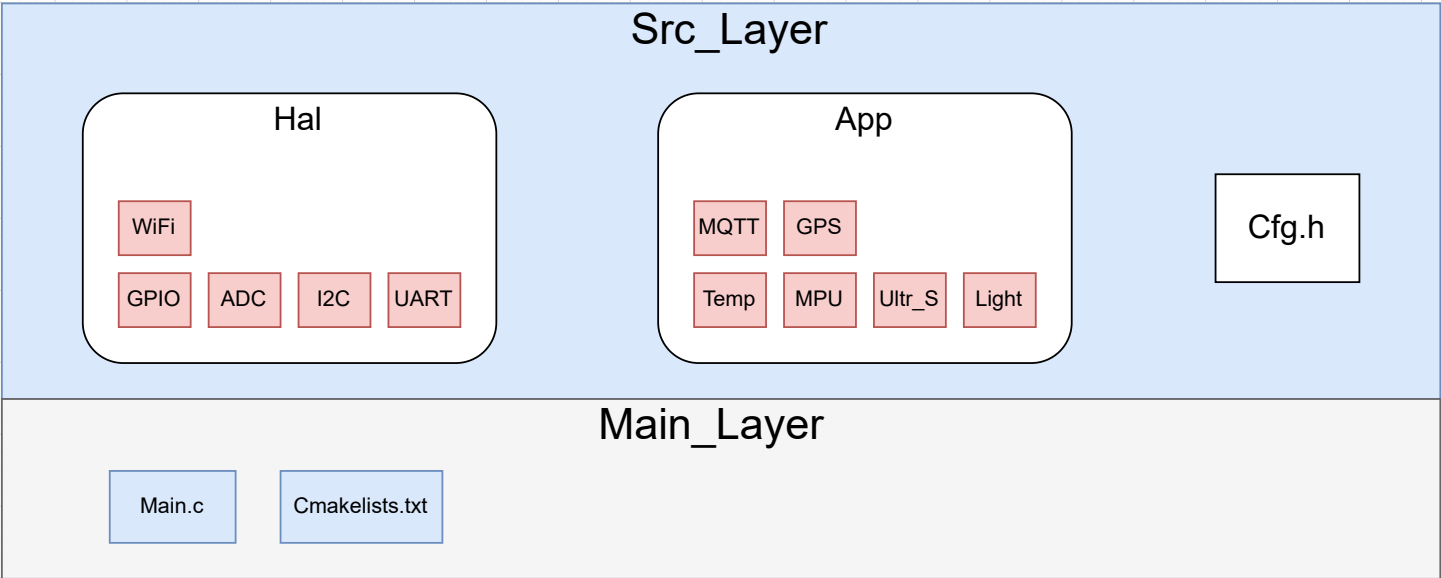 Src_Layer
Hal
WiFi
GPIO ADC I2C UART
App
MQTT GPS
Temp MPU Ultr_S Light
Cfg.h
Main_Layer
Main.c Cmakelists.txt